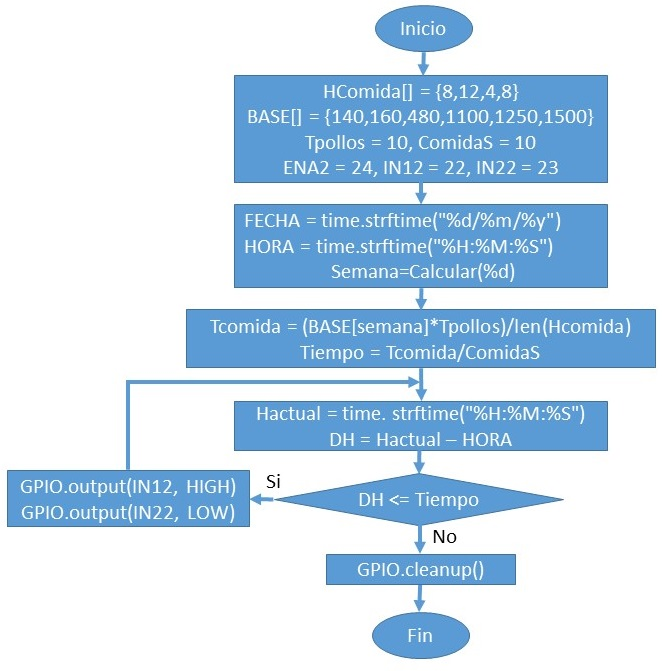 Inicio
HComida[] = {8,12,4,8}
BASE[] = {140,160,480,1100,1250,1500}
Tpollos = 10, ComidaS = 10
ENA2 = 24, IN12 = 22, IN22 = 23
FECHA = time.strftime("%d/%m/%y")
HORA = time.strftime("%H:%M:%S")
Semana=Calcular(%d)
Tcomida = (BASE[semana]*Tpollos)/len(Hcomida)
Tiempo = Tcomida/ComidaS
Hactual = time. strftime("%H:%M:%S")
DH = Hactual – HORA
DH <= Tiempo
Si
GPIO.output(IN12, HIGH)
GPIO.output(IN22, LOW)
No
GPIO.cleanup()
Fin